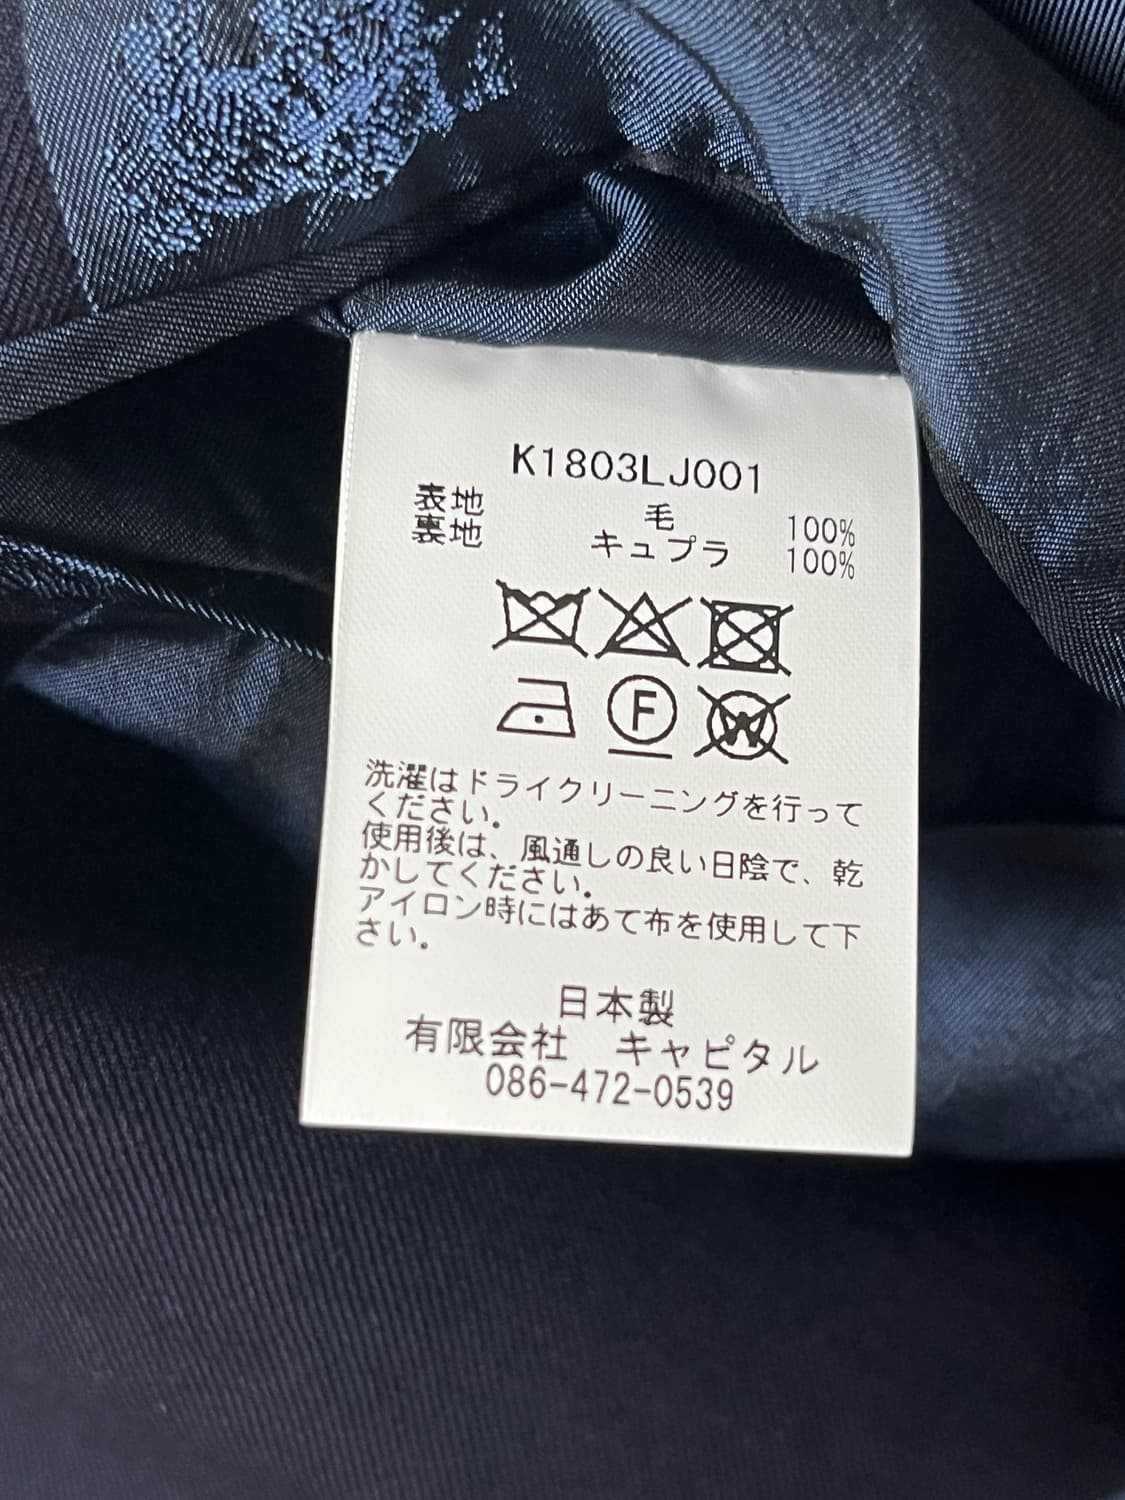 K1803LJ001
表地 毛 100%
裏地 キュプラ 100%
F
W
洗濯はドライクリーニングを行って
ください。
使用後は、風通しの良い日陰で、乾
かしてください。
アイロン時にはあて布を使用して下
さい。
日本製
有限会社 キャピタル
086-472-0539